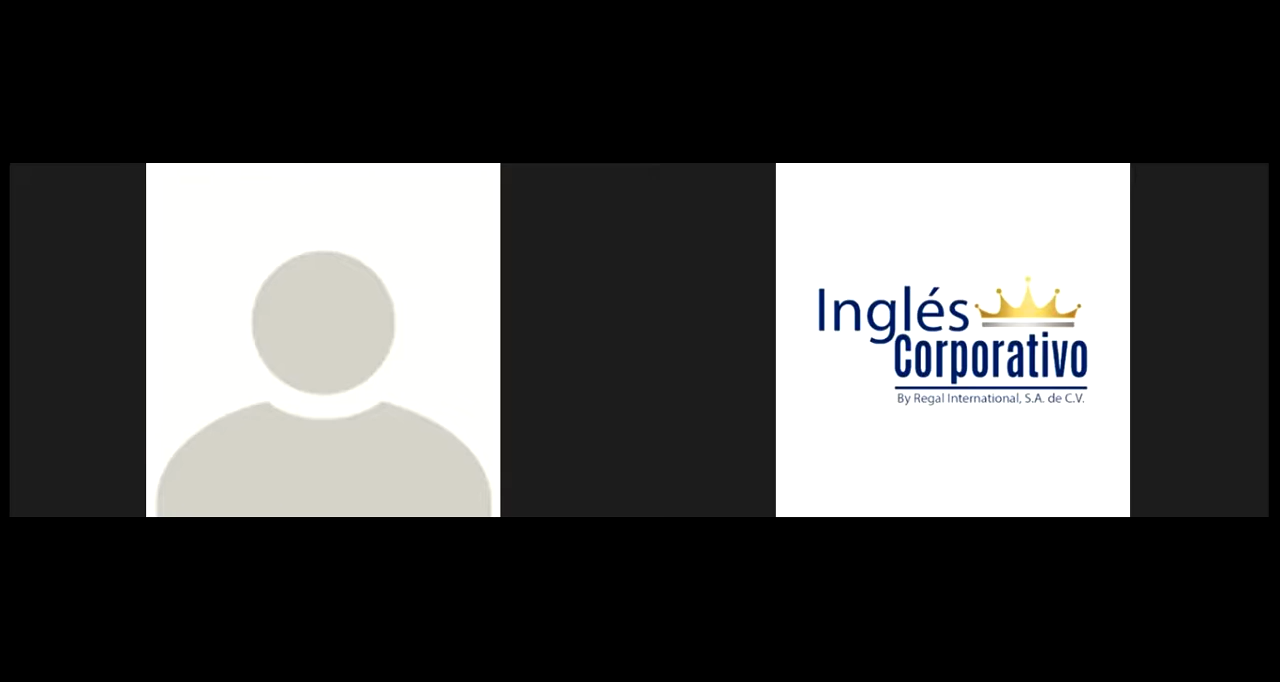 Inglés
Corporativo
By Regal International, S.A. de C.V.